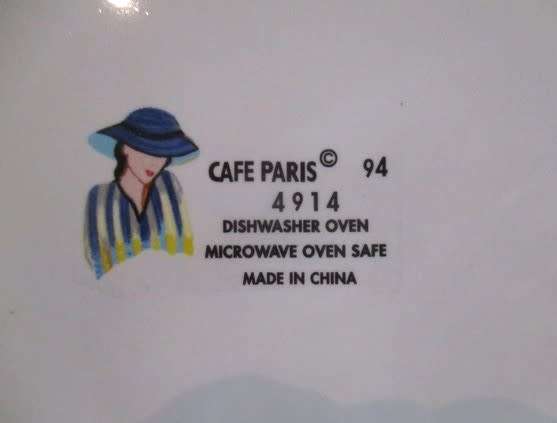 CAFE PARIS© 94
4914
DISHWASHER OVEN
MICROWAVE OVEN SAFE
MADE IN CHINA